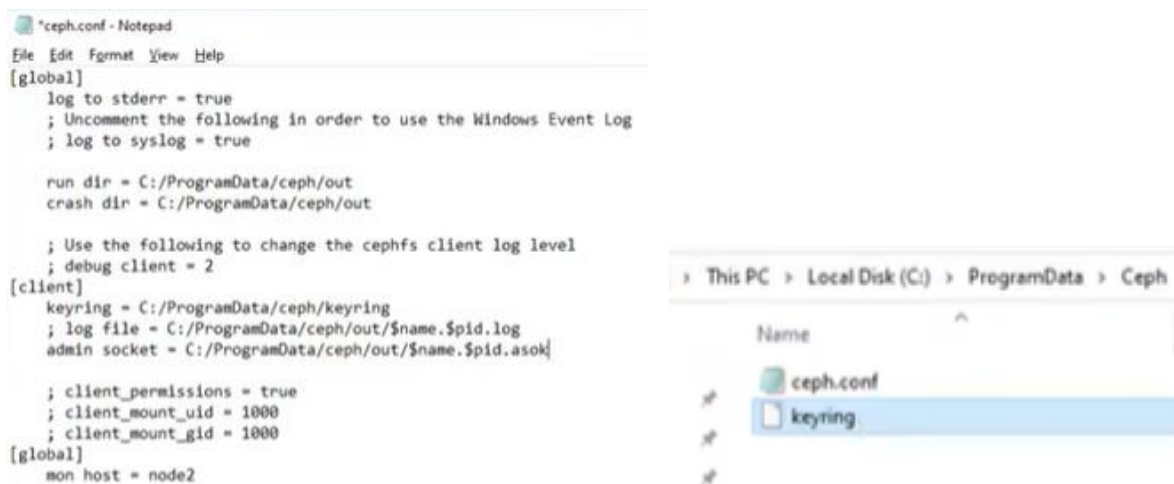 *ceph.conf - Notepad
File Edit Format View Help
[global]
log to stderr = true
; Uncomment the following in order to use the Windows Event Log
; log to syslog = true
run dir = C:/ProgramData/ceph/out
crash dir = C:/ProgramData/ceph/out
; Use the following to change the cephfs client log level
; debug client = 2
[client]
keyring = C:/ProgramData/ceph/keyring
; log file = C:/ProgramData/ceph/out/$name.$pid.log
admin socket = C:/ProgramData/ceph/out/$name.$pid.asok
; client_permissions = true
; client_mount_uid = 1000
; client_mount_gid = 1000
[global]
mon host = node2
> This PC > Local Disk (C:) > ProgramData > Ceph
Name
ceph.conf
keyring